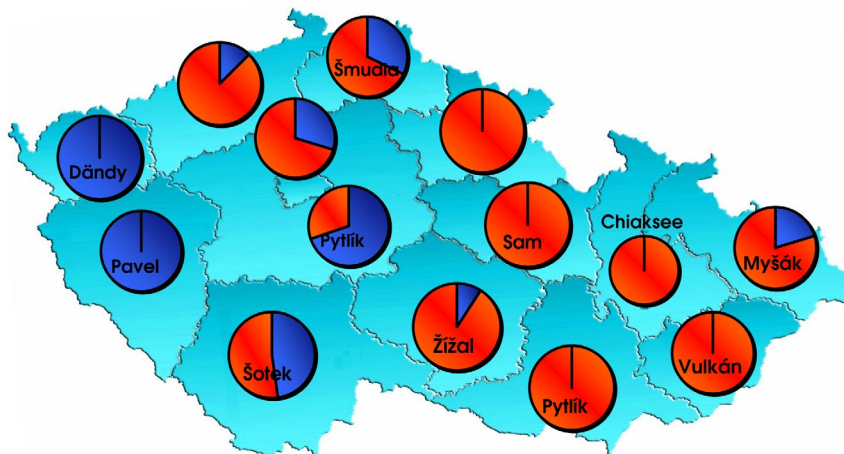 Šmudla
Dändy
Pytlík
Chiaksee
Sam
Myšák
Pavel
Žížal
Vulkán
Šotek
Pytlík